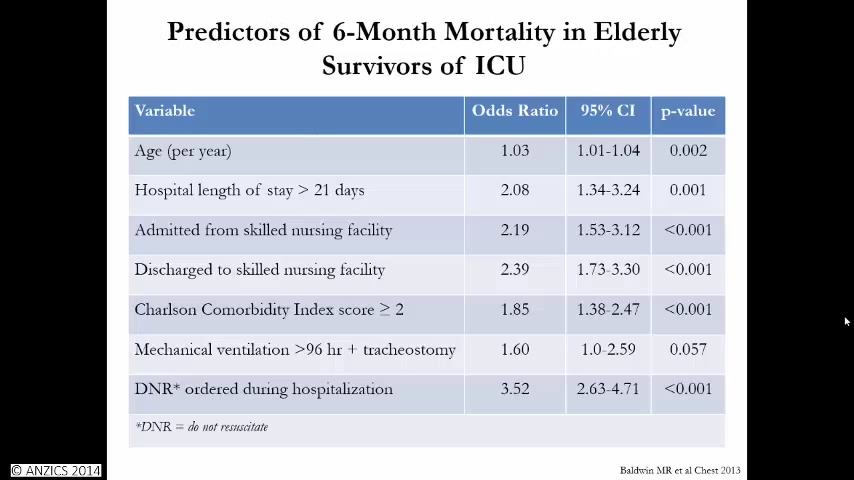 Predictors of 6-Month Mortality in Elderly
Survivors of ICU
Variable Odds Ratio 95% CI p-value
Age (per year) 1.03 1.01-1.04 0.002
Hospital length of stay > 21 days 2.08 1.34-3.24 0.001
Admitted from skilled nursing facility 2.19 1.53-3.12 <0.001
Discharged to skilled nursing facility 2.39 1.73-3.30 <0.001
Charlson Comorbidity Index score ≥ 2 1.85 1.38-2.47 <0.001
Mechanical ventilation >96 hr + tracheostomy 1.60 1.0-2.59 0.057
DNR* ordered during hospitalization 3.52 2.63-4.71 <0.001
*DNR = do not resuscitate
© ANZICS 2014
Baldwin MR et al Chest 2013